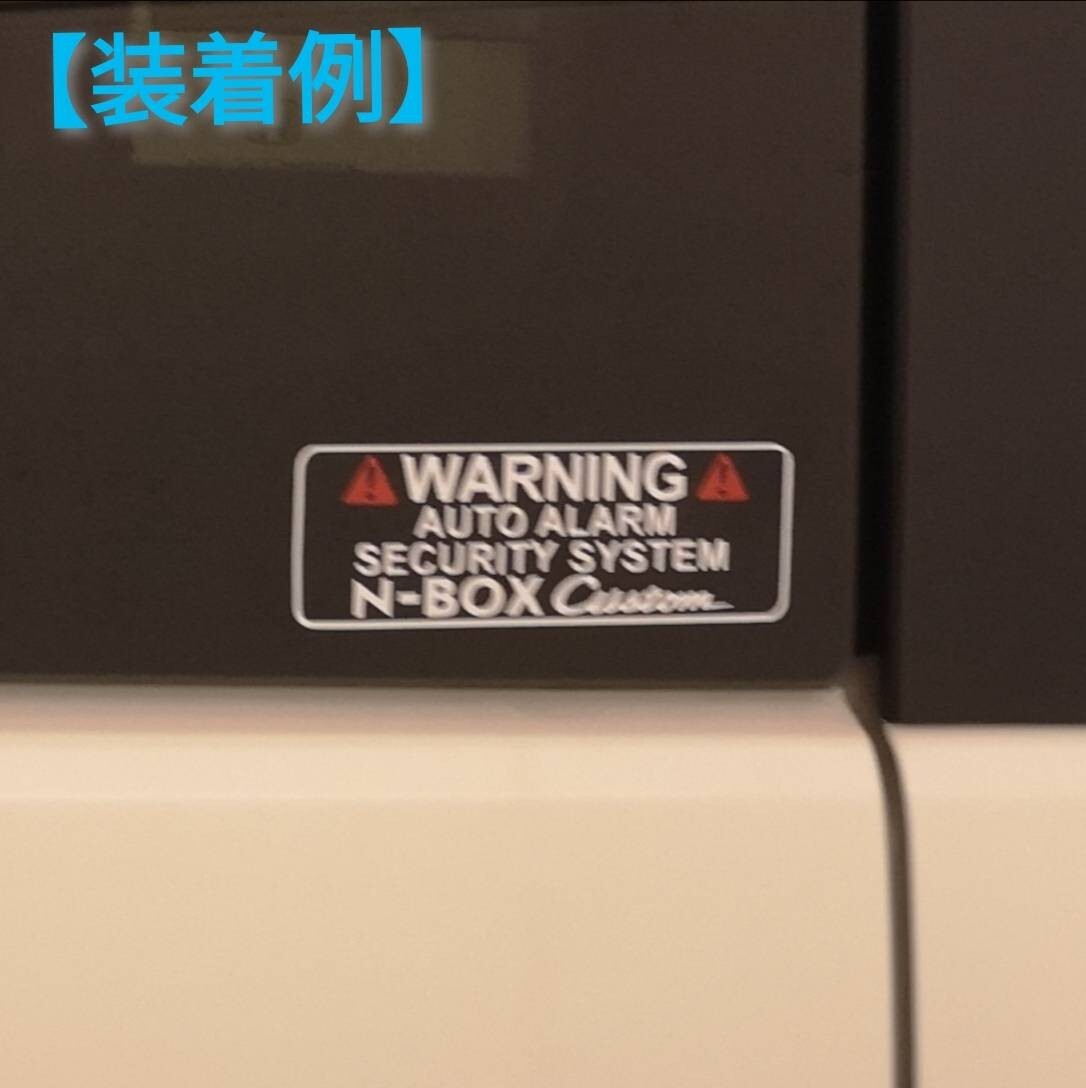 【装着例】
WARNING
AUTO ALARM
SECURITY SYSTEM
N-BOX Custom